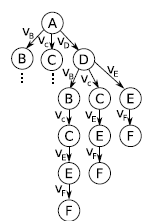 A
V_B V_C V_D
B C D
V_B V_C V_E
B C E
V_C V_E V_F
C E F
V_E V_F
E F
V_F
F